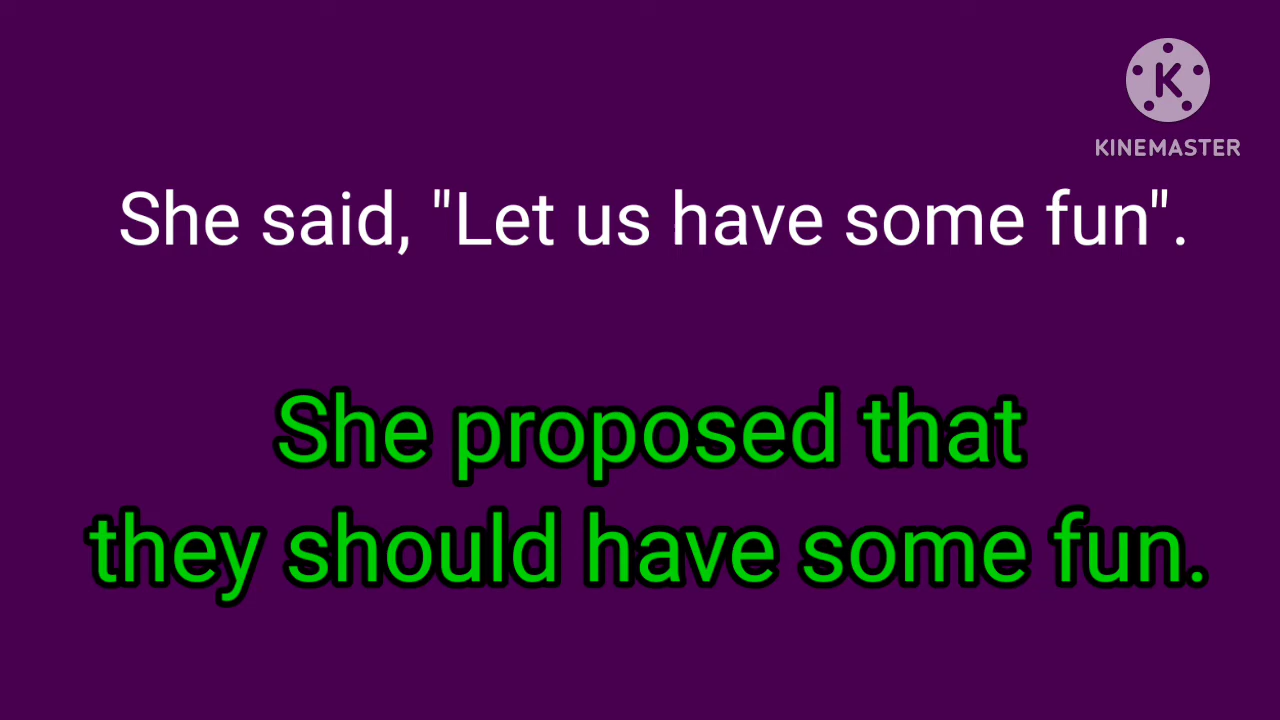 K
KINEMASTER
She said, "Let us have some fun".
She proposed that
they should have some fun.